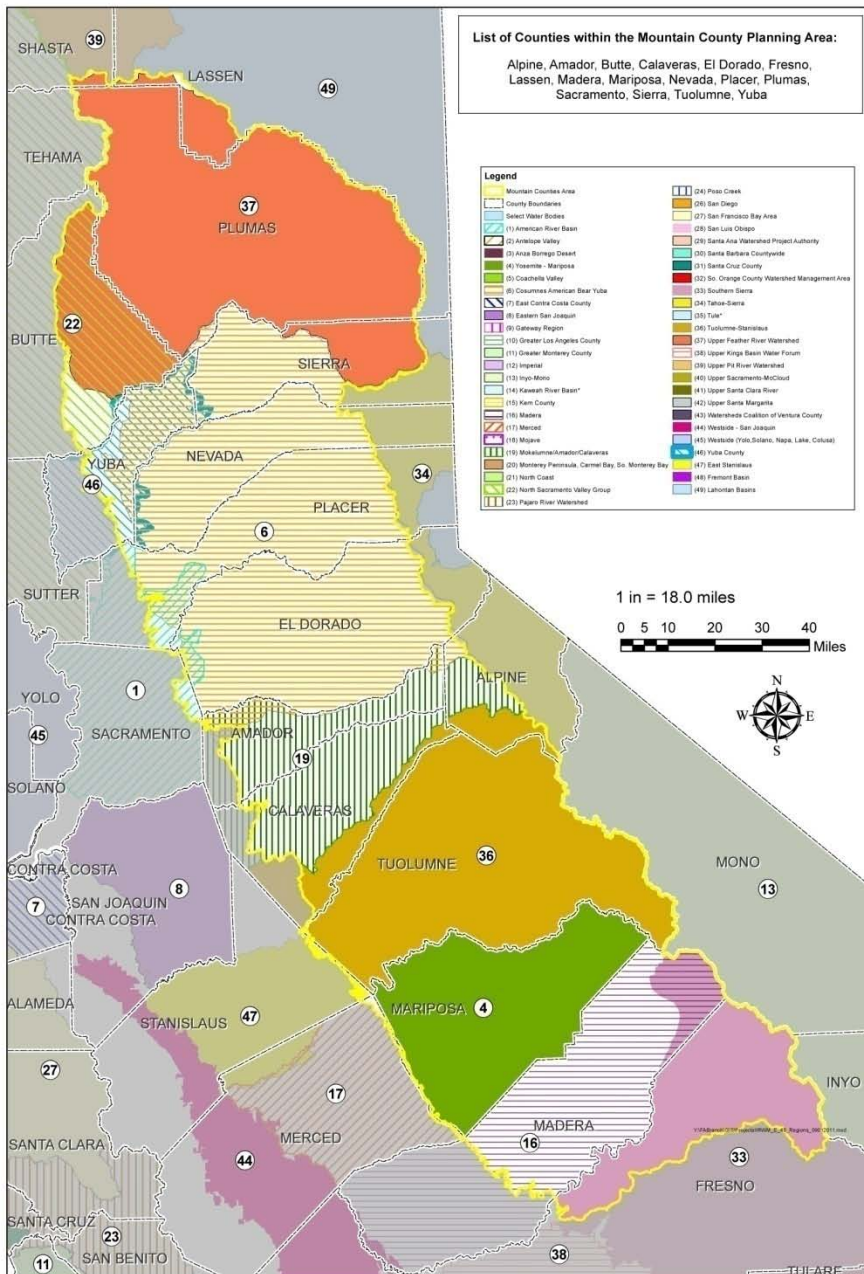 List of Counties within the Mountain County Planning Area:
Alpine, Amador, Butte, Calaveras, El Dorado, Fresno,
Lassen, Madera, Mariposa, Nevada, Placer, Plumas,
Sacramento, Sierra, Tuolumne, Yuba
SHASTA
39
LASSEN
49
TEHAMA
37
PLUMAS
22
BUTTE
SIERRA
YUBA
NEVADA
46
34
PLACER
6
SUTTER
EL DORADO
YOLO
1
ALPINE
45
SACRAMENTO
AMADOR
19
SOLANO
CALAVERAS
TUOLUMNE
36
MONO
13
CONTRA COSTA
8
7
SAN JOAQUIN
CONTRA COSTA
ALAMEDA
MARIPOSA
4
STANISLAUS
47
27
INYO
17
MADERA
MERCED
16
SANTA CLARA
44
33
FRESNO
SANTA CRUZ
23
SAN BENITO
38
11
TULARE
Legend
Mountain Counties Area
County Boundaries
Select Water Bodies
(1) American River Basin
(2) Antelope Valley
(3) Anza Borrego Desert
(4) Yosemite - Mariposa
(5) Coachella Valley
(6) Cosumnes American Bear Yuba
(7) East Contra Costa County
(8) Eastern San Joaquin
(9) Gateway Region
(10) Greater Los Angeles County
(11) Greater Monterey County
(12) Imperial
(13) Inyo-Mono
(14) Kaweah River Basin*
(15) Kern County
(16) Madera
(17) Merced
(18) Mojave
(19) Mokelumne/Amador/Calaveras
(20) Monterey Peninsula, Carmel Bay, So. Monterey Bay
(21) North Coast
(22) North Sacramento Valley Group
(23) Pajaro River Watershed
(24) Poso Creek
(26) San Diego
(27) San Francisco Bay Area
(28) San Luis Obispo
(29) Santa Ana Watershed Project Authority
(30) Santa Barbara Countywide
(31) Santa Cruz County
(32) So. Orange County Watershed Management Area
(33) Southern Sierra
(34) Tahoe-Sierra
(35) Tule*
(36) Tuolumne-Stanislaus
(37) Upper Feather River Watershed
(38) Upper Kings Basin Water Forum
(39) Upper Pit River Watershed
(40) Upper Sacramento-McCloud
(41) Upper Santa Clara River
(42) Upper Santa Margarita
(43) Watersheds Coalition of Ventura County
(44) Westside - San Joaquin
(45) Westside (Yolo, Solano, Napa, Lake, Colusa)
(46) Yuba County
(47) East Stanislaus
(48) Fremont Basin
(49) Lahontan Basins
1 in = 18.0 miles
0 5 10 20 30 40
Miles
N
W E
S